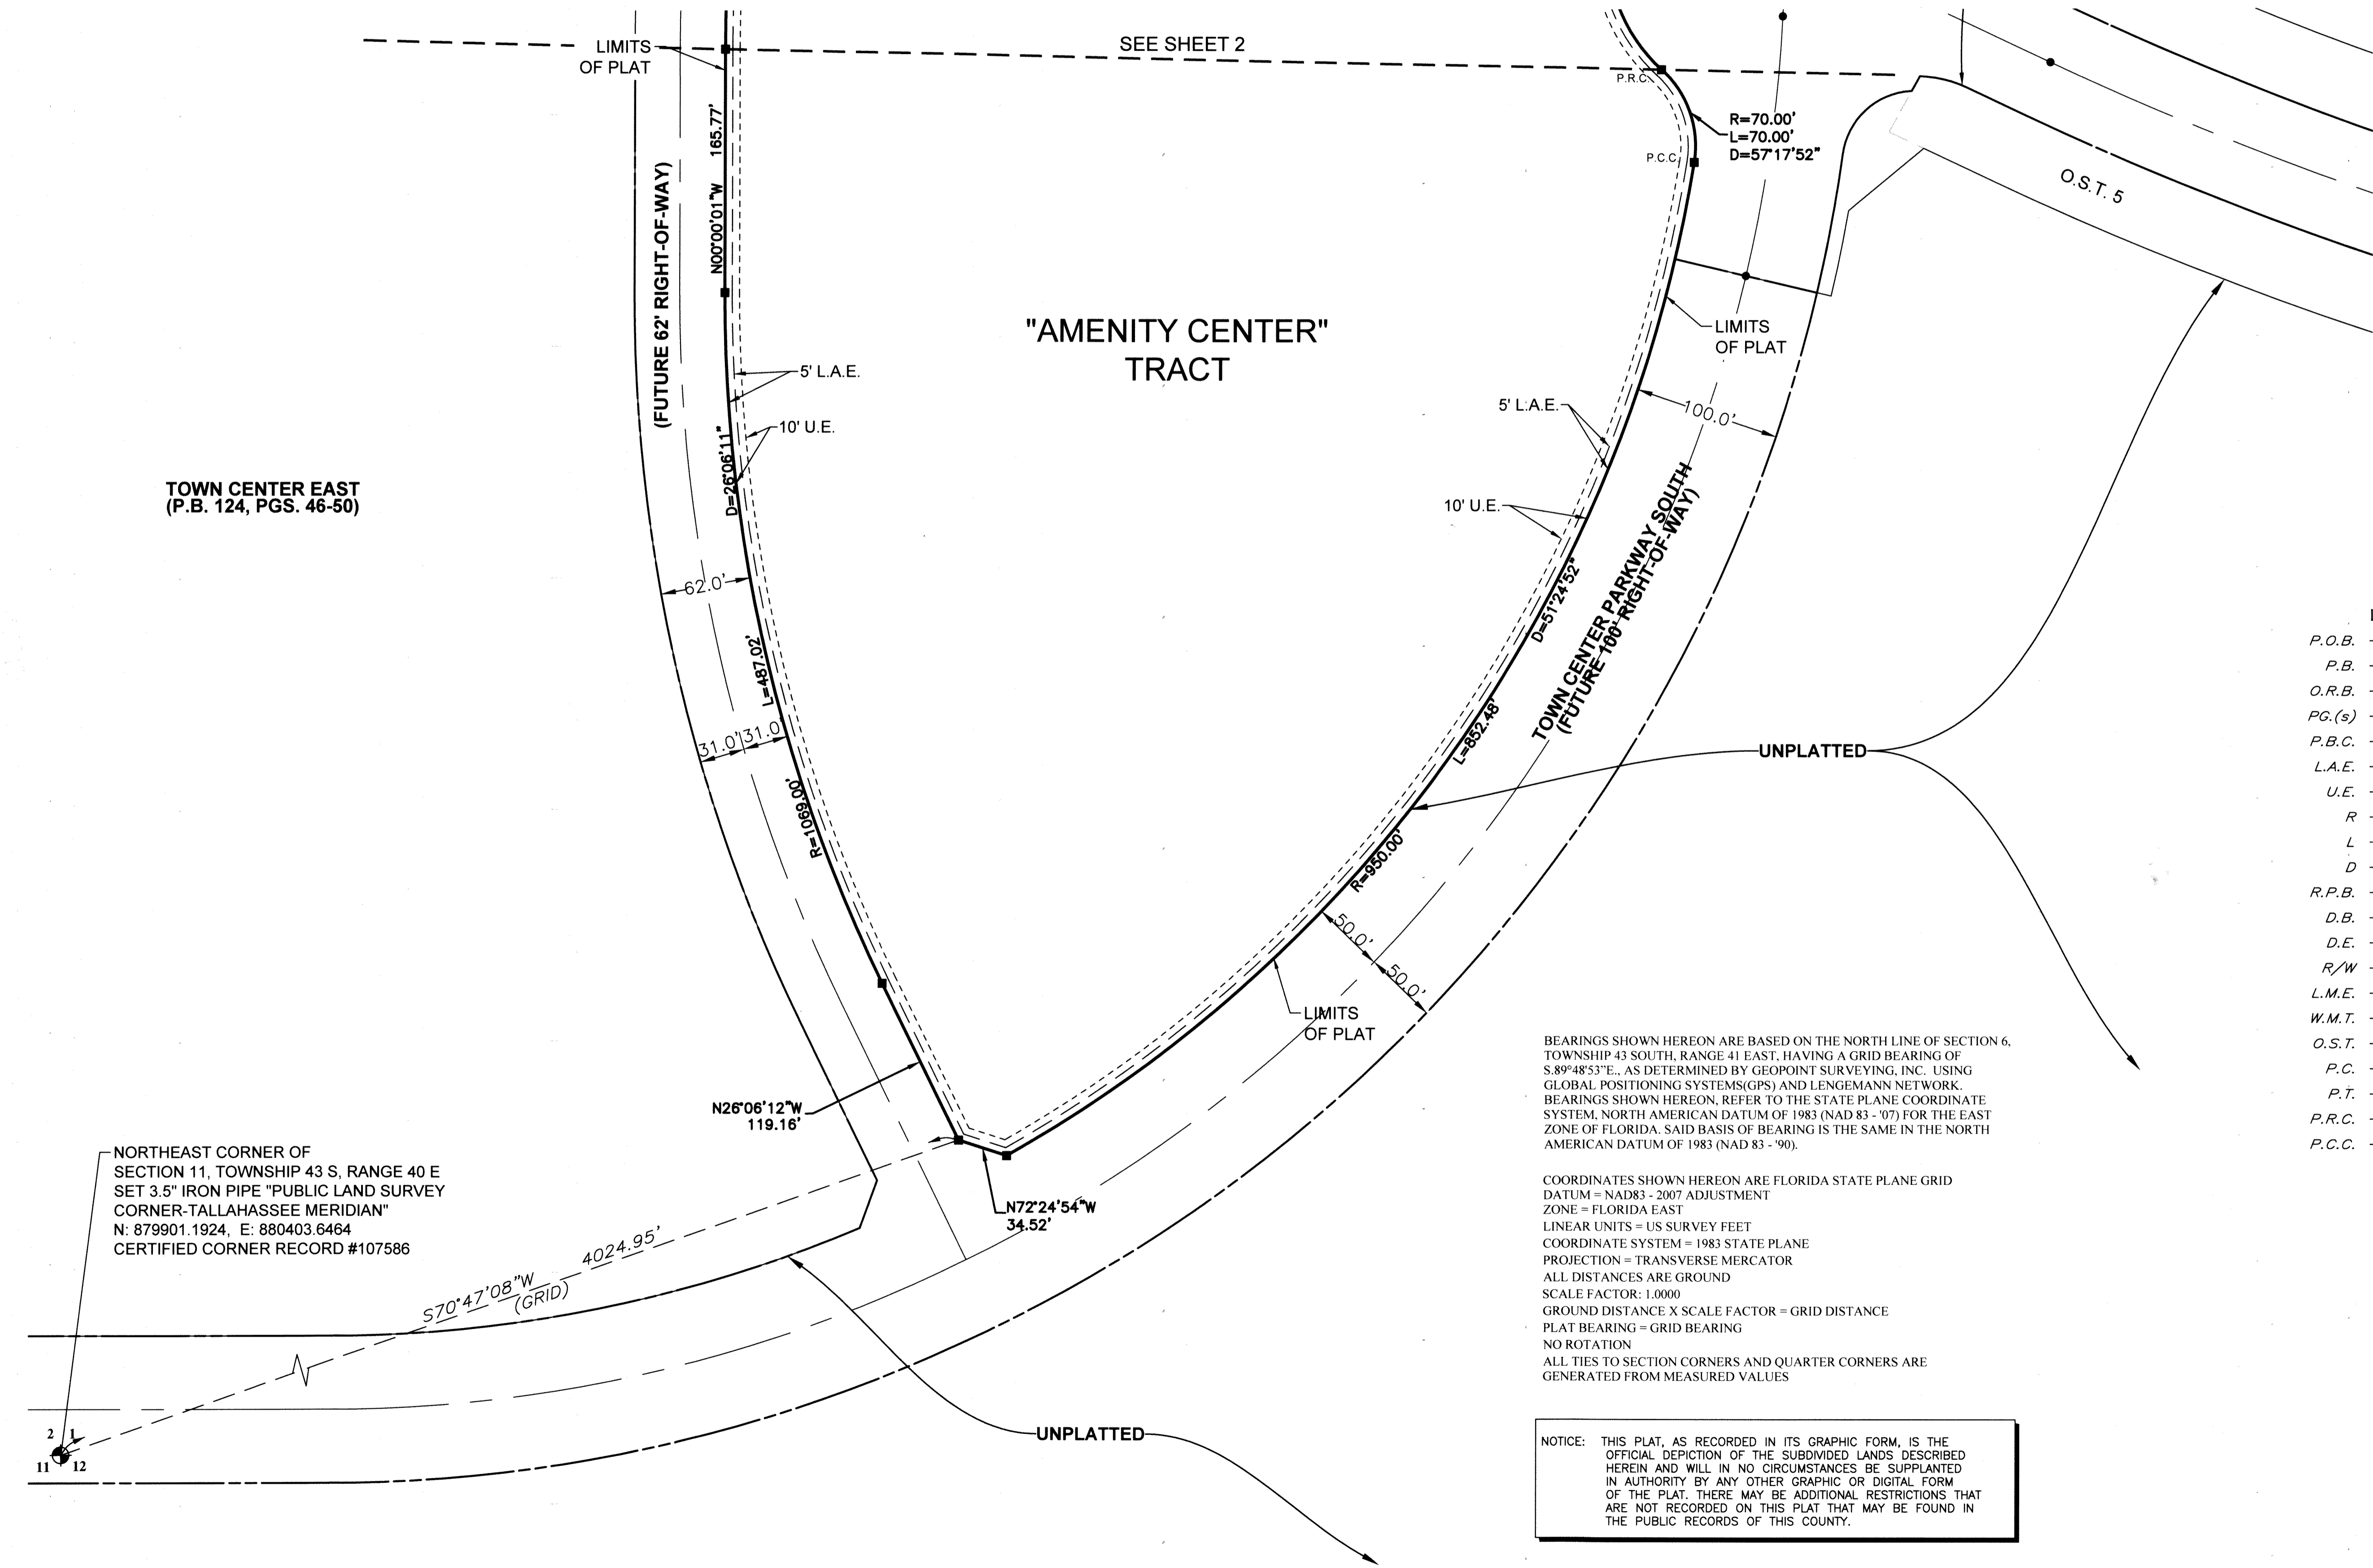 SEE SHEET 2
LIMITS
OF PLAT
165.77'
N00°00'01"W
(FUTURE 62' RIGHT-OF-WAY)
P.R.C.
R=70.00'
L=70.00'
D=57°17'52"
P.C.C.
O.S.T. 5
"AMENITY CENTER"
TRACT
LIMITS
OF PLAT
5' L.A.E.
10' U.E.
D=26°06'11"
5' L.A.E.
100.0'
10' U.E.
TOWN CENTER EAST
(P.B. 124, PGS. 46-50)
62.0'
L=487.02'
31.0'
31.0'
R=1069.00'
D=51°24'52"
TOWN CENTER PARKWAY SOUTH
(FUTURE 100' RIGHT-OF-WAY)
L=852.48'
UNPLATTED
R=950.00'
50.0'
50.0'
LIMITS
OF PLAT
P.O.B. -
P.B. -
O.R.B. -
PG.(s) -
P.B.C. -
L.A.E. -
U.E. -
R -
L -
D -
R.P.B. -
D.B. -
D.E. -
R/W -
L.M.E. -
W.M.T. -
O.S.T. -
P.C. -
P.T. -
P.R.C. -
P.C.C. -
N26°06'12"W
119.16'
N72°24'54"W
34.52'
NORTHEAST CORNER OF
SECTION 11, TOWNSHIP 43 S, RANGE 40 E
SET 3.5" IRON PIPE "PUBLIC LAND SURVEY
CORNER-TALLAHASSEE MERIDIAN"
N: 879901.1924, E: 880403.6464
CERTIFIED CORNER RECORD #107586
4024.95'
S70°47'08"W
(GRID)
2 1
11 12
UNPLATTED
BEARINGS SHOWN HEREON ARE BASED ON THE NORTH LINE OF SECTION 6,
TOWNSHIP 43 SOUTH, RANGE 41 EAST, HAVING A GRID BEARING OF
S.89°48'53"E., AS DETERMINED BY GEOPOINT SURVEYING, INC. USING
GLOBAL POSITIONING SYSTEMS(GPS) AND LENGEMANN NETWORK.
BEARINGS SHOWN HEREON, REFER TO THE STATE PLANE COORDINATE
SYSTEM, NORTH AMERICAN DATUM OF 1983 (NAD 83 - '07) FOR THE EAST
ZONE OF FLORIDA. SAID BASIS OF BEARING IS THE SAME IN THE NORTH
AMERICAN DATUM OF 1983 (NAD 83 - '90).
COORDINATES SHOWN HEREON ARE FLORIDA STATE PLANE GRID
DATUM = NAD83 - 2007 ADJUSTMENT
ZONE = FLORIDA EAST
LINEAR UNITS = US SURVEY FEET
COORDINATE SYSTEM = 1983 STATE PLANE
PROJECTION = TRANSVERSE MERCATOR
ALL DISTANCES ARE GROUND
SCALE FACTOR: 1.0000
GROUND DISTANCE X SCALE FACTOR = GRID DISTANCE
PLAT BEARING = GRID BEARING
NO ROTATION
ALL TIES TO SECTION CORNERS AND QUARTER CORNERS ARE
GENERATED FROM MEASURED VALUES
NOTICE: THIS PLAT, AS RECORDED IN ITS GRAPHIC FORM, IS THE
OFFICIAL DEPICTION OF THE SUBDIVIDED LANDS DESCRIBED
HEREIN AND WILL IN NO CIRCUMSTANCES BE SUPPLANTED
IN AUTHORITY BY ANY OTHER GRAPHIC OR DIGITAL FORM
OF THE PLAT. THERE MAY BE ADDITIONAL RESTRICTIONS THAT
ARE NOT RECORDED ON THIS PLAT THAT MAY BE FOUND IN
THE PUBLIC RECORDS OF THIS COUNTY.